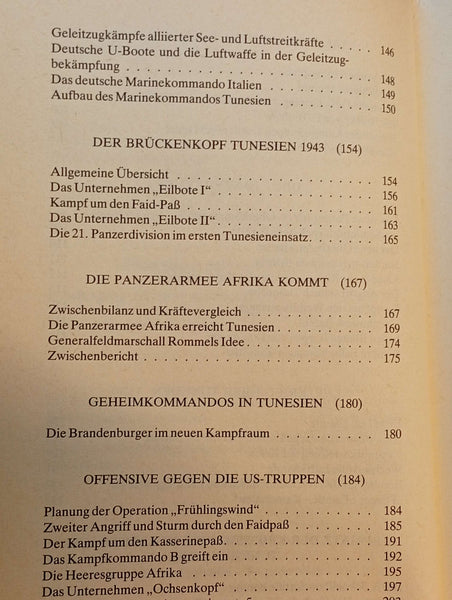 Geleitzugkämpfe alliierter See- und Luftstreitkräfte . . . . . . 146
Deutsche U-Boote und die Luftwaffe in der Geleitzug-
bekämpfung . . . . . . . . . . . . . . . . . . . . 148
Das deutsche Marinekommando Italien . . . . . . . . . . 149
Aufbau des Marinekommandos Tunesien . . . . . . . . . 150
DER BRÜCKENKOPF TUNESIEN 1943 (154)
Allgemeine Übersicht . . . . . . . . . . . . . . . . . 154
Das Unternehmen „Eilbote I“ . . . . . . . . . . . . . . 156
Kampf um den Faid-Paß . . . . . . . . . . . . . . . . 161
Das Unternehmen „Eilbote II“ . . . . . . . . . . . . . . 163
Die 21. Panzerdivision im ersten Tunesieneinsatz . . . . . . 165
DIE PANZERARMEE AFRIKA KOMMT (167)
Zwischenbilanz und Kräftevergleich . . . . . . . . . . . 167
Die Panzerarmee Afrika erreicht Tunesien . . . . . . . . 169
Generalfeldmarschall Rommels Idee . . . . . . . . . . . 174
Zwischenbericht . . . . . . . . . . . . . . . . . . . 175
GEHEIMKOMMANDOS IN TUNESIEN (180)
Die Brandenburger im neuen Kampfraum . . . . . . . . . 180
OFFENSIVE GEGEN DIE US-TRUPPEN (184)
Planung der Operation „Frühlingswind“ . . . . . . . . . 184
Zweiter Angriff und Sturm durch den Faidpaß . . . . . . . 185
Der Kampf um den Kasserinepaß . . . . . . . . . . . . 191
Das Kampfkommando B greift ein . . . . . . . . . . . . 192
Die Heeresgruppe Afrika . . . . . . . . . . . . . . . 195
Das Unternehmen „Ochsenkopf“ . . . . . . . . . . . . 197